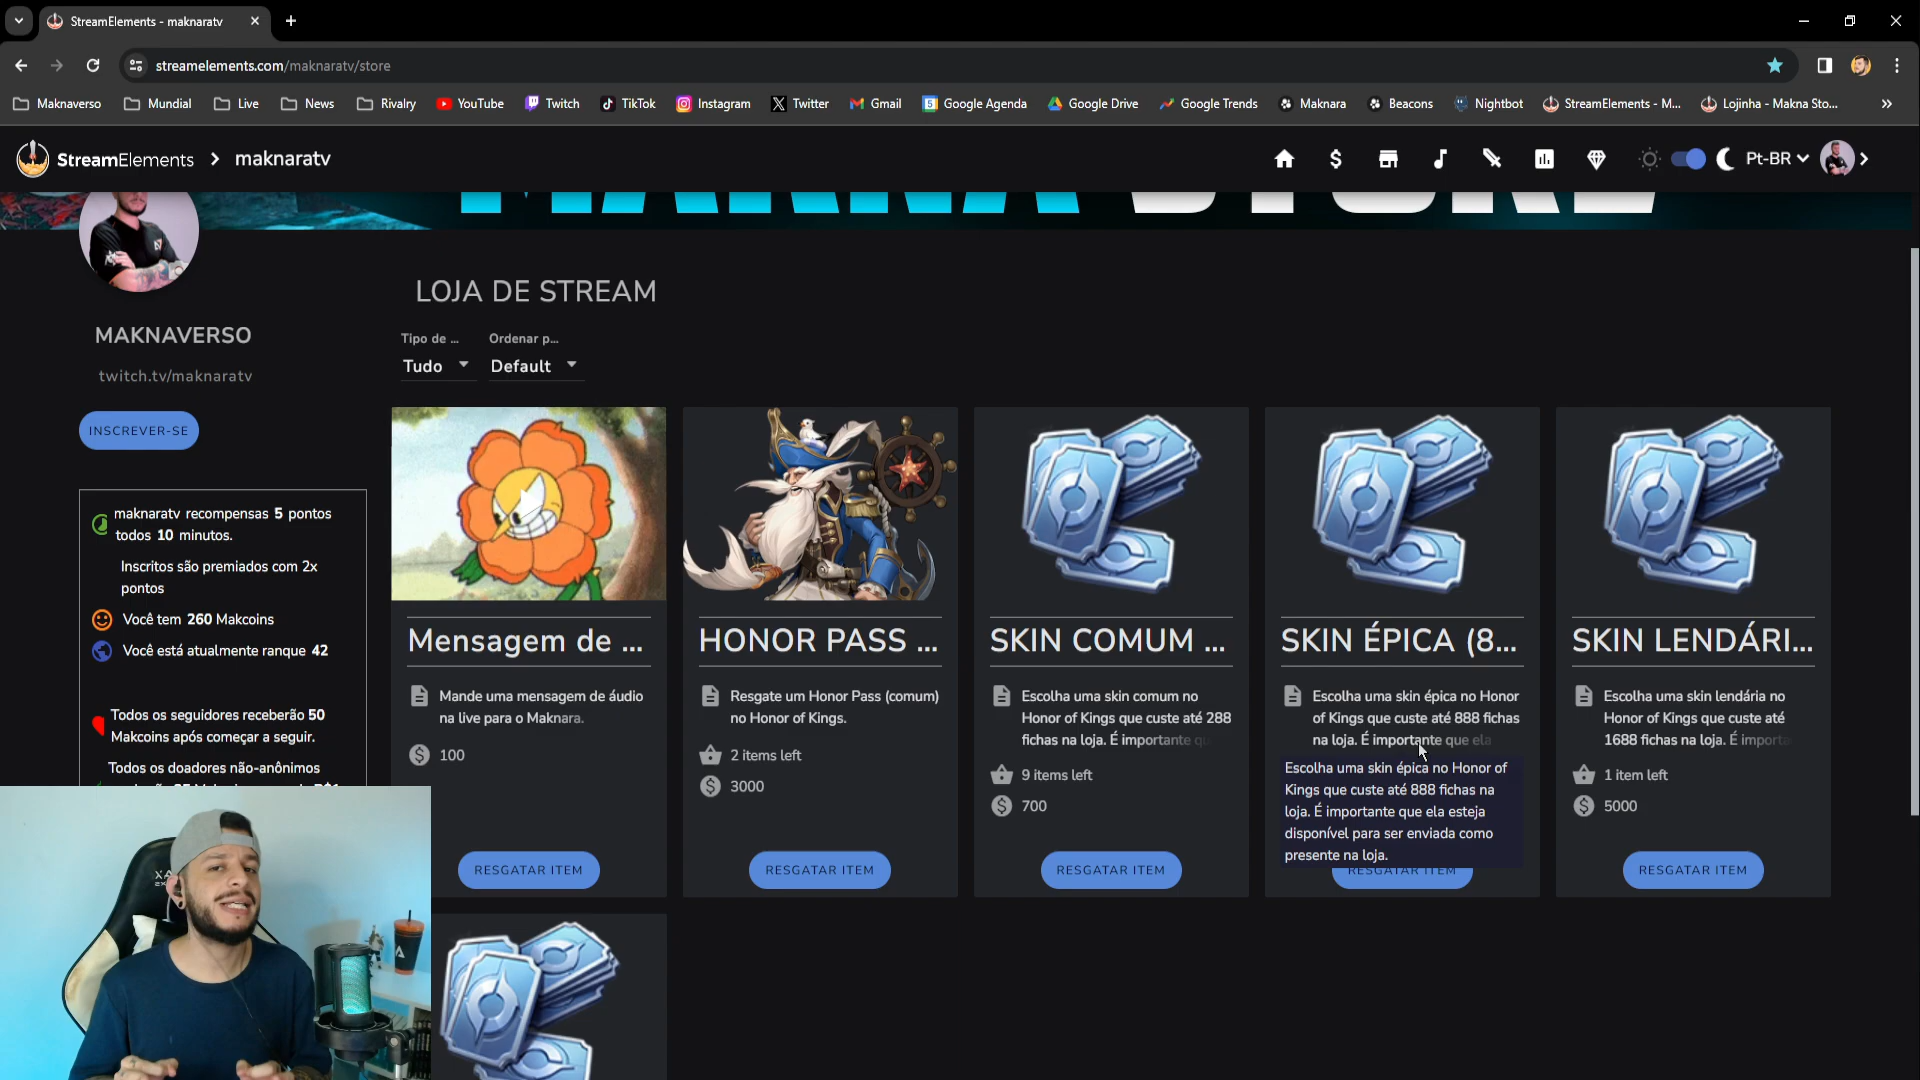 StreamElements - maknaratv
streamelements.com/maknaratv/store
Maknaverso
Mundial
Live
News
Rivalry
YouTube
Twitch
TikTok
Instagram
Twitter
Gmail
Google Agenda
Google Drive
Google Trends
Maknara
Beacons
Nightbot
StreamElements - M...
Lojinha - Makna Sto...
StreamElements > maknaratv
Pt-BR
LOJA DE STREAM
MAKNAVERSO
twitch.tv/maknaratv
INSCREVER-SE
Tipo de ...
Ordenar p...
Tudo
Default
maknaratv recompensas 5 pontos
todos 10 minutos.
Inscritos são premiados com 2x
pontos
Você tem 260 Makcoins
Você está atualmente ranque 42
Todos os seguidores receberão 50
Makcoins após começar a seguir.
Todos os doadores não-anônimos
Mensagem de ...
Mande uma mensagem de áudio
na live para o Maknara.
100
RESGATAR ITEM
HONOR PASS ...
Resgate um Honor Pass (comum)
no Honor of Kings.
2 items left
3000
RESGATAR ITEM
SKIN COMUM ...
Escolha uma skin comum no
Honor of Kings que custe até 288
fichas na loja. É importante qu
9 items left
700
RESGATAR ITEM
SKIN ÉPICA (8...
Escolha uma skin épica no Honor
of Kings que custe até 888 fichas
na loja. É importante que ela
Escolha uma skin épica no Honor of
Kings que custe até 888 fichas na
loja. É importante que ela esteja
disponível para ser enviada como
presente na loja.
RESGATAR ITEM
SKIN LENDÁRI...
Escolha uma skin lendária no
Honor of Kings que custe até
1688 fichas na loja. É importa
1 item left
5000
RESGATAR ITEM